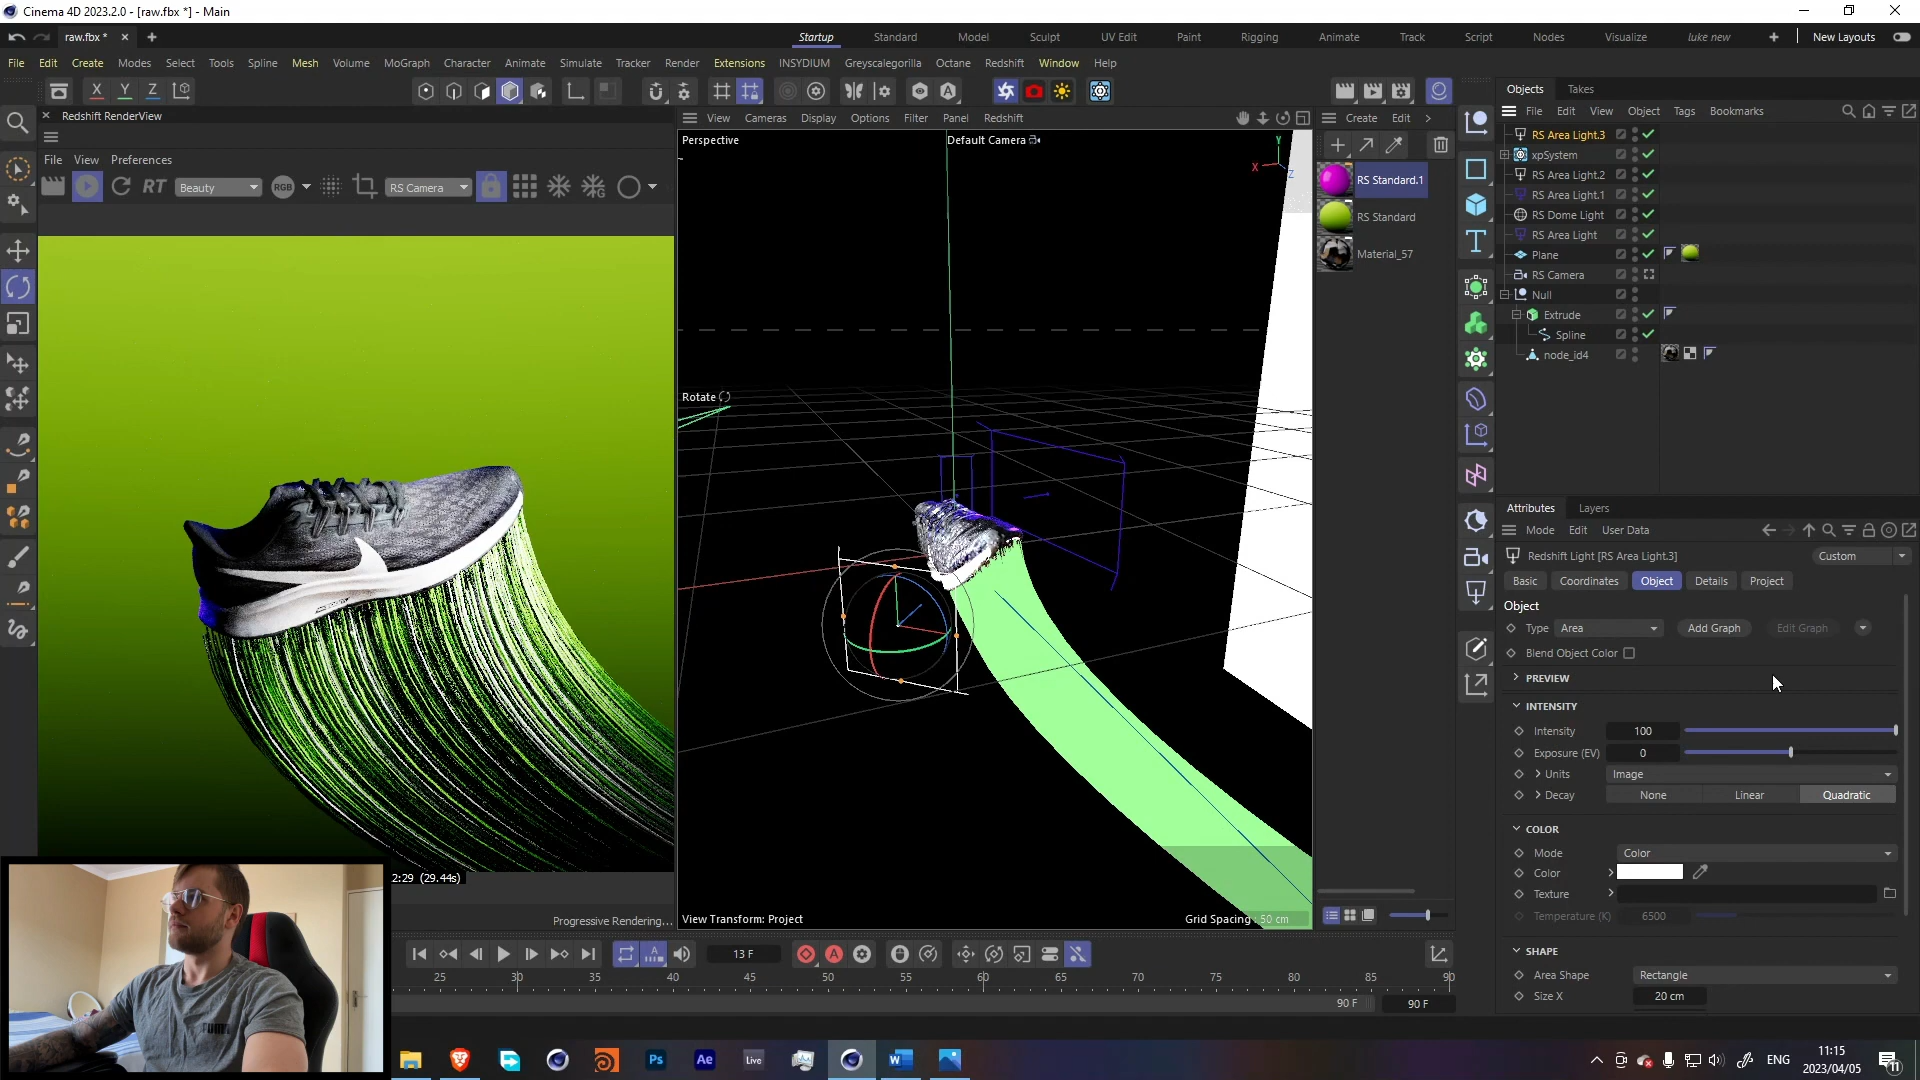 Cinema 4D 2023.2.0 - [raw.fbx *] - Main
raw.fbx *
Startup Standard Model Sculpt UV Edit Paint Rigging Animate Track Script Nodes Visualize luke new New Layouts
File Edit Create Modes Select Tools Spline Mesh Volume MoGraph Character Animate Simulate Tracker Render Extensions INSYDIUM Greyscalegorilla Octane Redshift Window Help
X Y Z
Redshift RenderView
File View Preferences
RT Beauty RGB RS Camera
2:29 (29.44s)
Progressive Rendering...
View Cameras Display Options Filter Panel Redshift
Perspective
Default Camera
Y
X
Z
Rotate
View Transform: Project
Grid Spacing : 50 cm
Create Edit
RS Standard.1
RS Standard
Material_57
Objects Takes
File Edit View Object Tags Bookmarks
RS Area Light.3
xpSystem
RS Area Light.2
RS Area Light.1
RS Dome Light
RS Area Light
Plane
RS Camera
Null
Extrude
Spline
node_id4
Attributes Layers
Mode Edit User Data
Redshift Light [RS Area Light.3]
Custom
Basic Coordinates Object Details Project
Object
Type Area Add Graph Edit Graph
Blend Object Color
PREVIEW
INTENSITY
Intensity 100
Exposure (EV) 0
Units Image
Decay None Linear Quadratic
COLOR
Mode Color
Color
Texture
Temperature (K) 6500
SHAPE
Area Shape Rectangle
Size X 20 cm
13 F
25 30 35 40 45 50 55 60 65 70 75 80 85 90
90 F 90 F
Ps Ae Live
ENG
11:15
2023/04/05
11